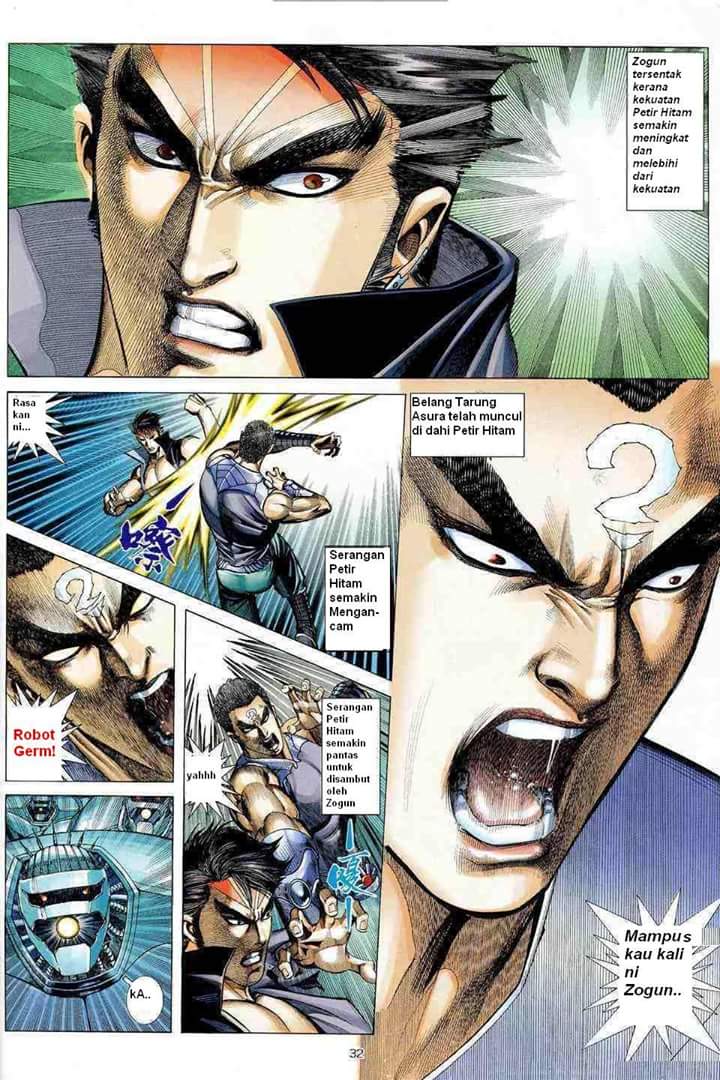 Zogun
tersentak
kerana
kekuatan
Petir Hitam
semakin
meningkat
dan
melebihi
dari
kekuatan
Rasa
kan
ni...
嚓
Serangan
Petir
Hitam
semakin
Mengan-
cam
Belang Tarung
Asura telah muncul
di dahi Petir Hitam
Robot
Germ!
yahhh
Serangan
Petir
Hitam
semakin
pantas
untuk
disambut
oleh
Zogun
kA..
Mampus
kau kali
ni
Zogun..
32